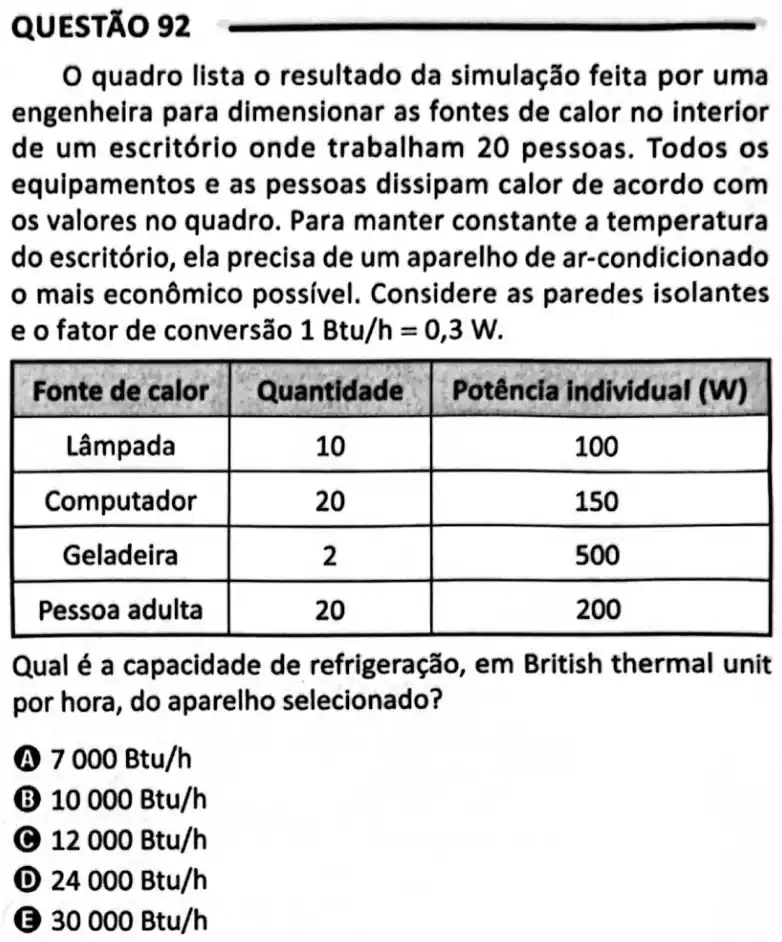 QUESTÃO 92
O quadro lista o resultado da simulação feita por uma
engenheira para dimensionar as fontes de calor no interior
de um escritório onde trabalham 20 pessoas. Todos os
equipamentos e as pessoas dissipam calor de acordo com
os valores no quadro. Para manter constante a temperatura
do escritório, ela precisa de um aparelho de ar-condicionado
o mais econômico possível. Considere as paredes isolantes
e o fator de conversão 1 Btu/h = 0,3 W.
Fonte de calor Quantidade Potência individual (W)
Lâmpada 10 100
Computador 20 150
Geladeira 2 500
Pessoa adulta 20 200
Qual é a capacidade de refrigeração, em British thermal unit
por hora, do aparelho selecionado?
A 7 000 Btu/h
B 10 000 Btu/h
C 12 000 Btu/h
D 24 000 Btu/h
E 30 000 Btu/h